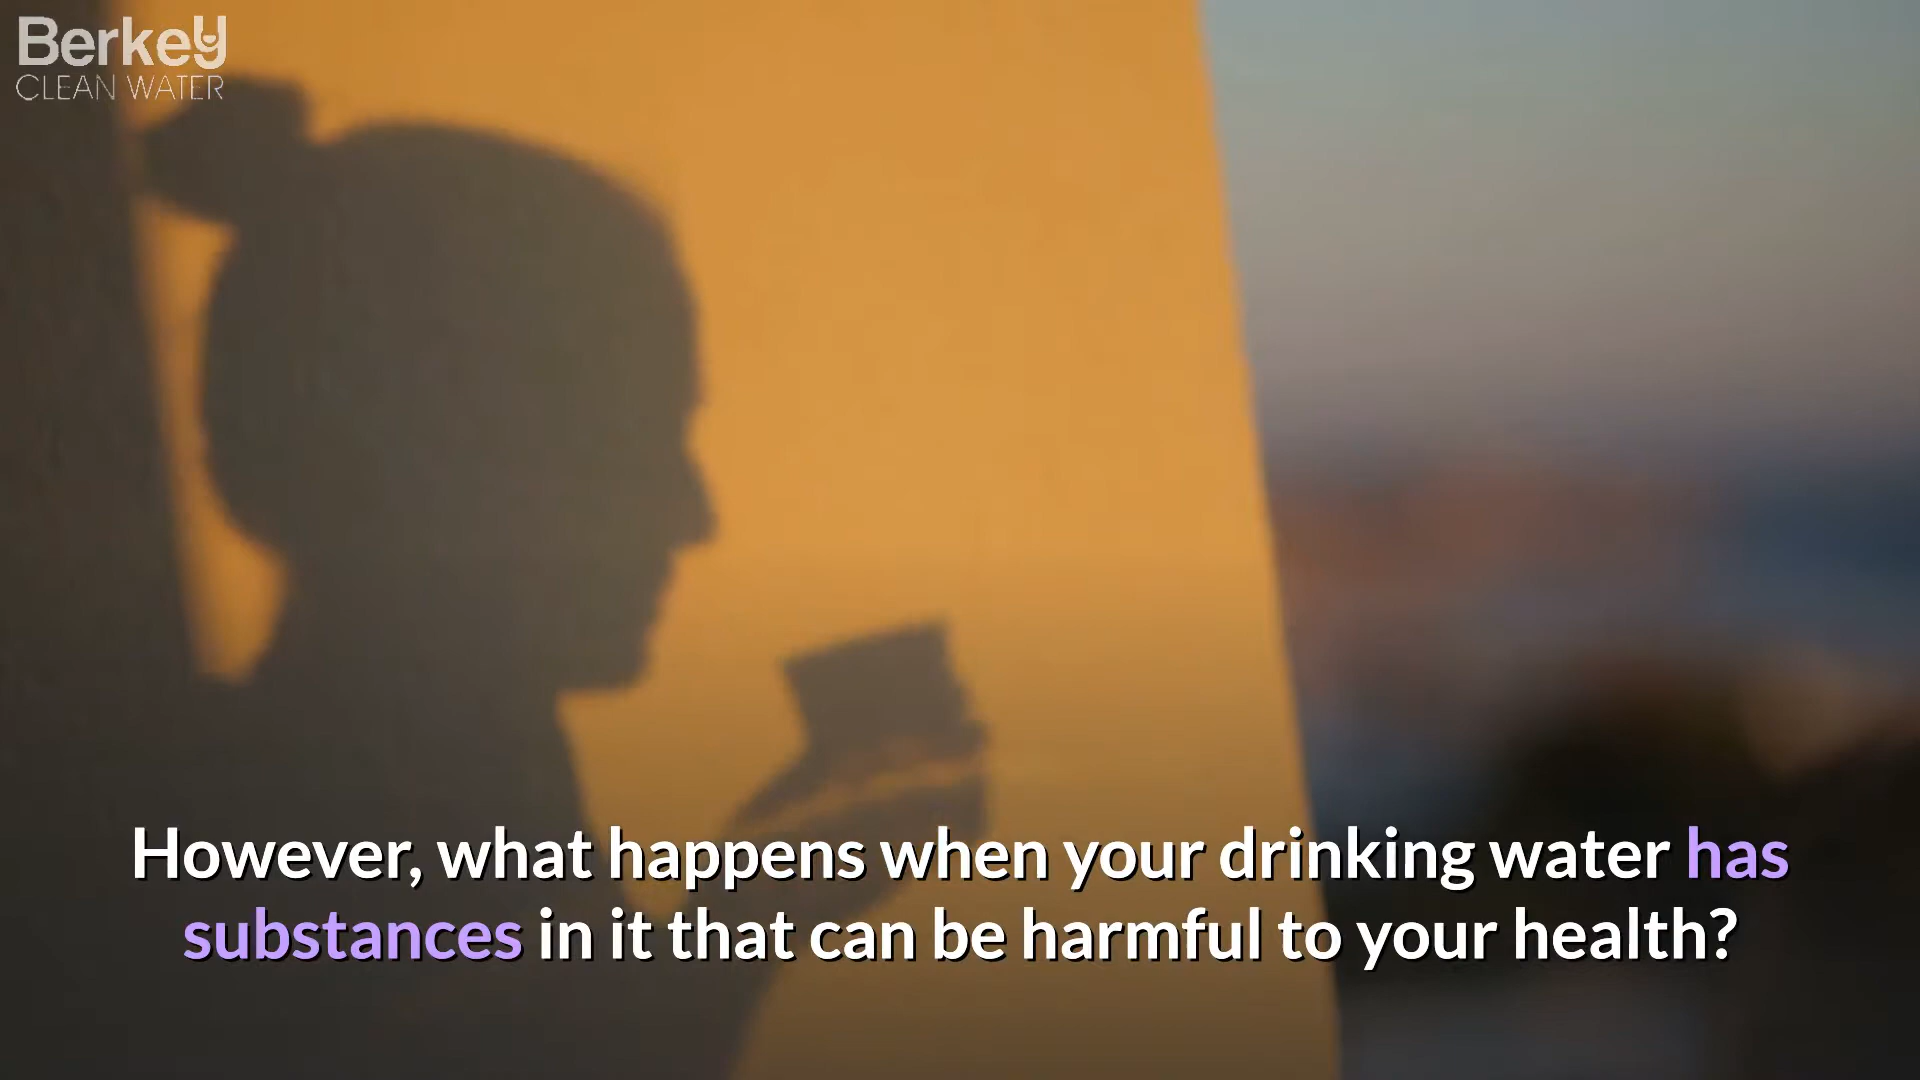 Berkey
CLEAN WATER
However, what happens when your drinking water has
substances in it that can be harmful to your health?